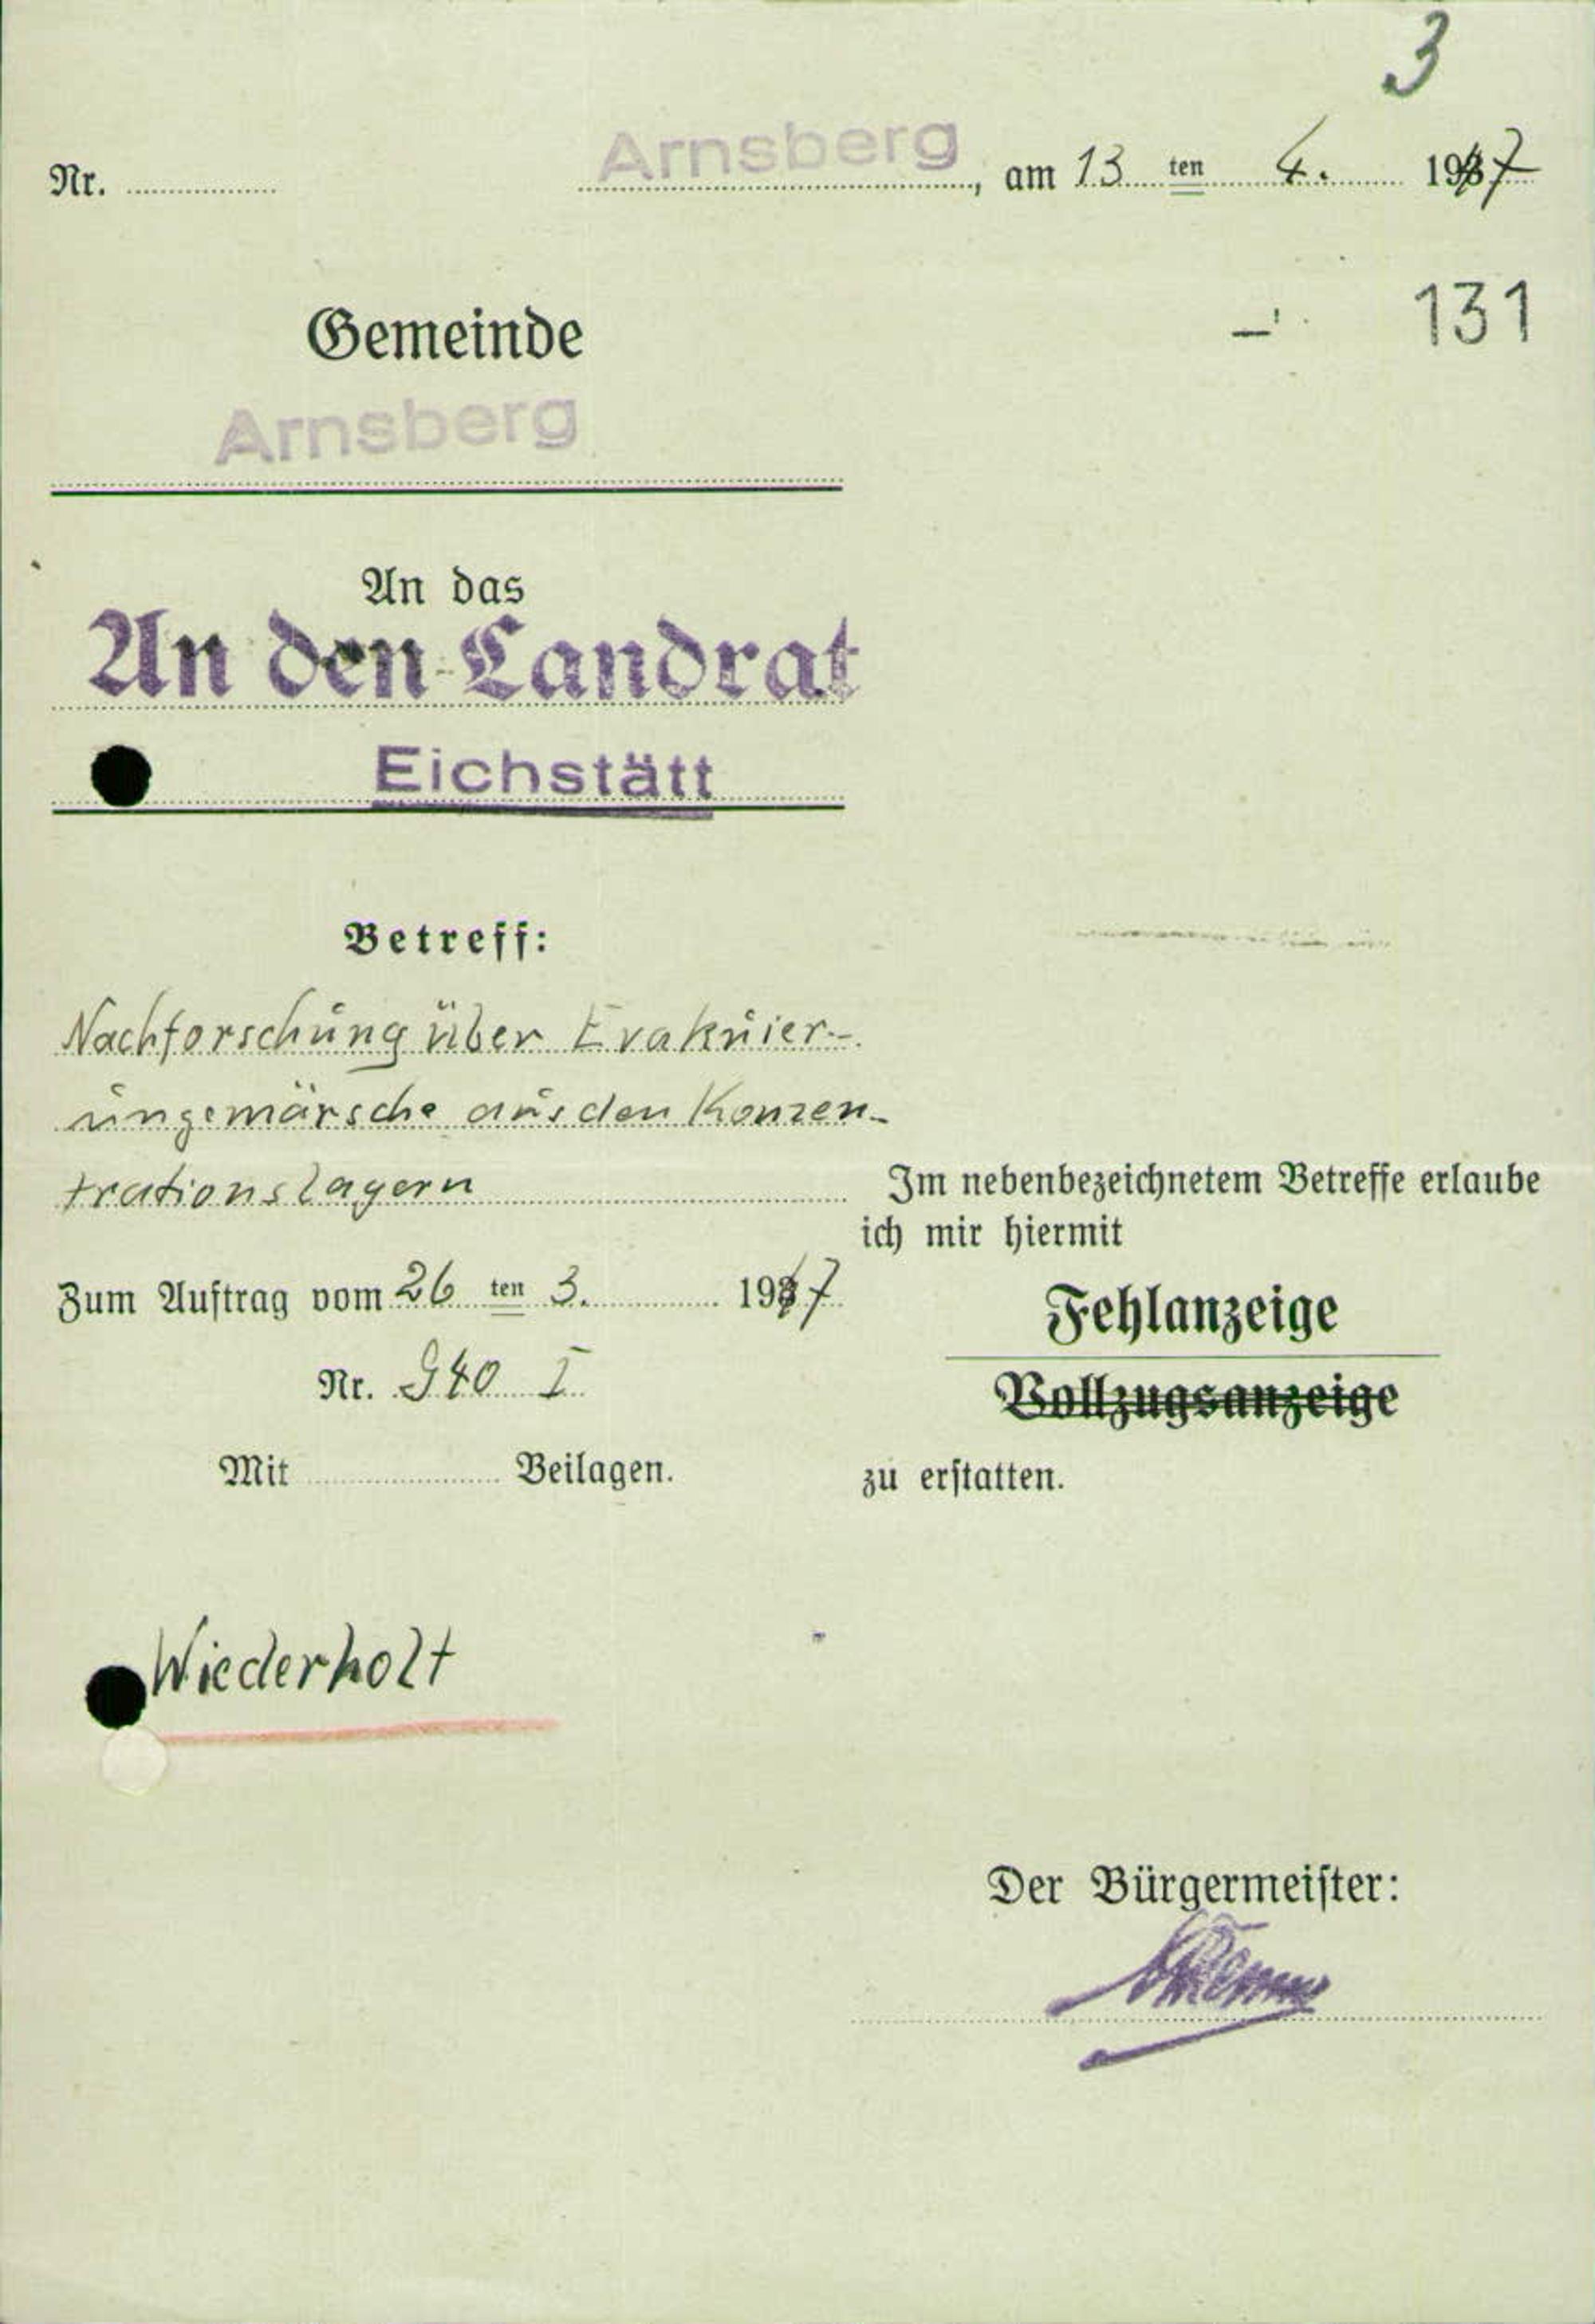 3
Nr. Arnsberg, am 13 ten 4. 1947
131
Gemeinde
Arnsberg
An das
An den Landrat
Eichstätt
Betreff:
Nachforschung über Evakuier-
ungsmärsche aus den Konzen-
trationslagern
Im nebenbezeichnetem Betreffe erlaube
ich mir hiermit
Zum Auftrag vom 26 ten 3. 1947
Fehlanzeige
Nr. 940 I
Vollzugsanzeige
Mit Beilagen.
zu erstatten.
Wiederholt
Der Bürgermeister: